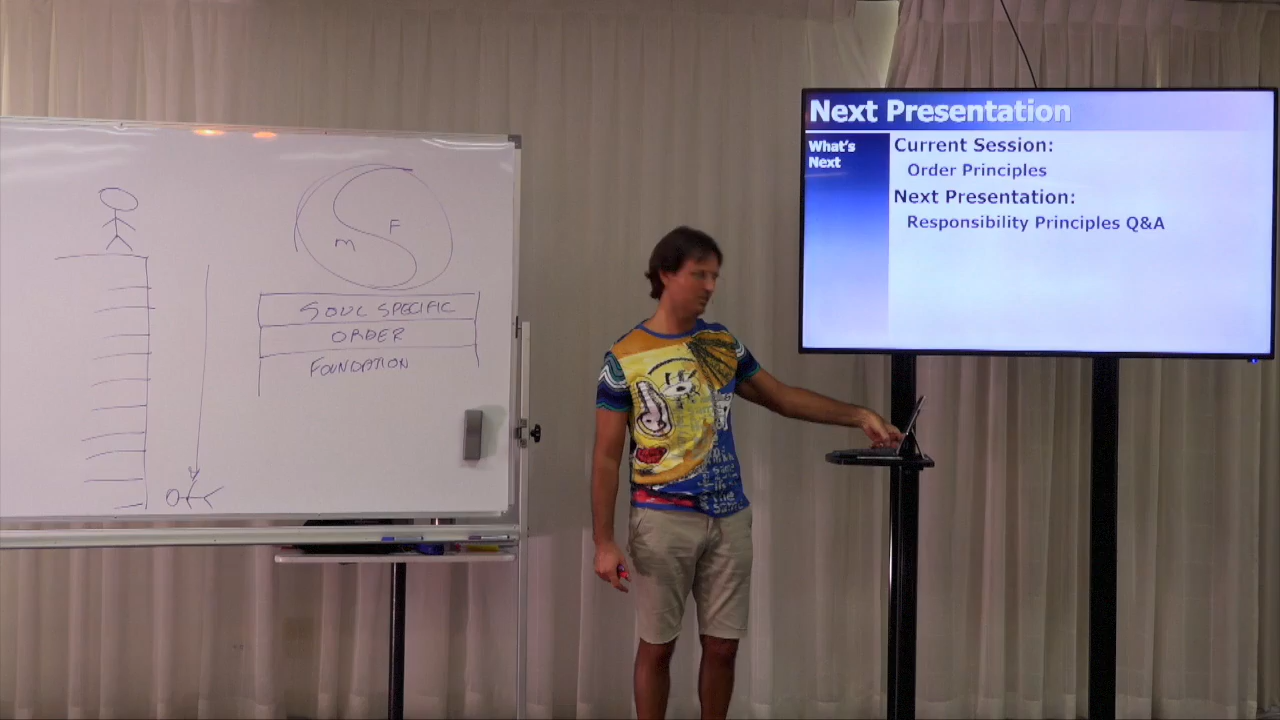 M
F
SOUL SPECIFIC
ORDER
FOUNDATION
Next Presentation
What's
Next
Current Session:
Order Principles
Next Presentation:
Responsibility Principles Q&A